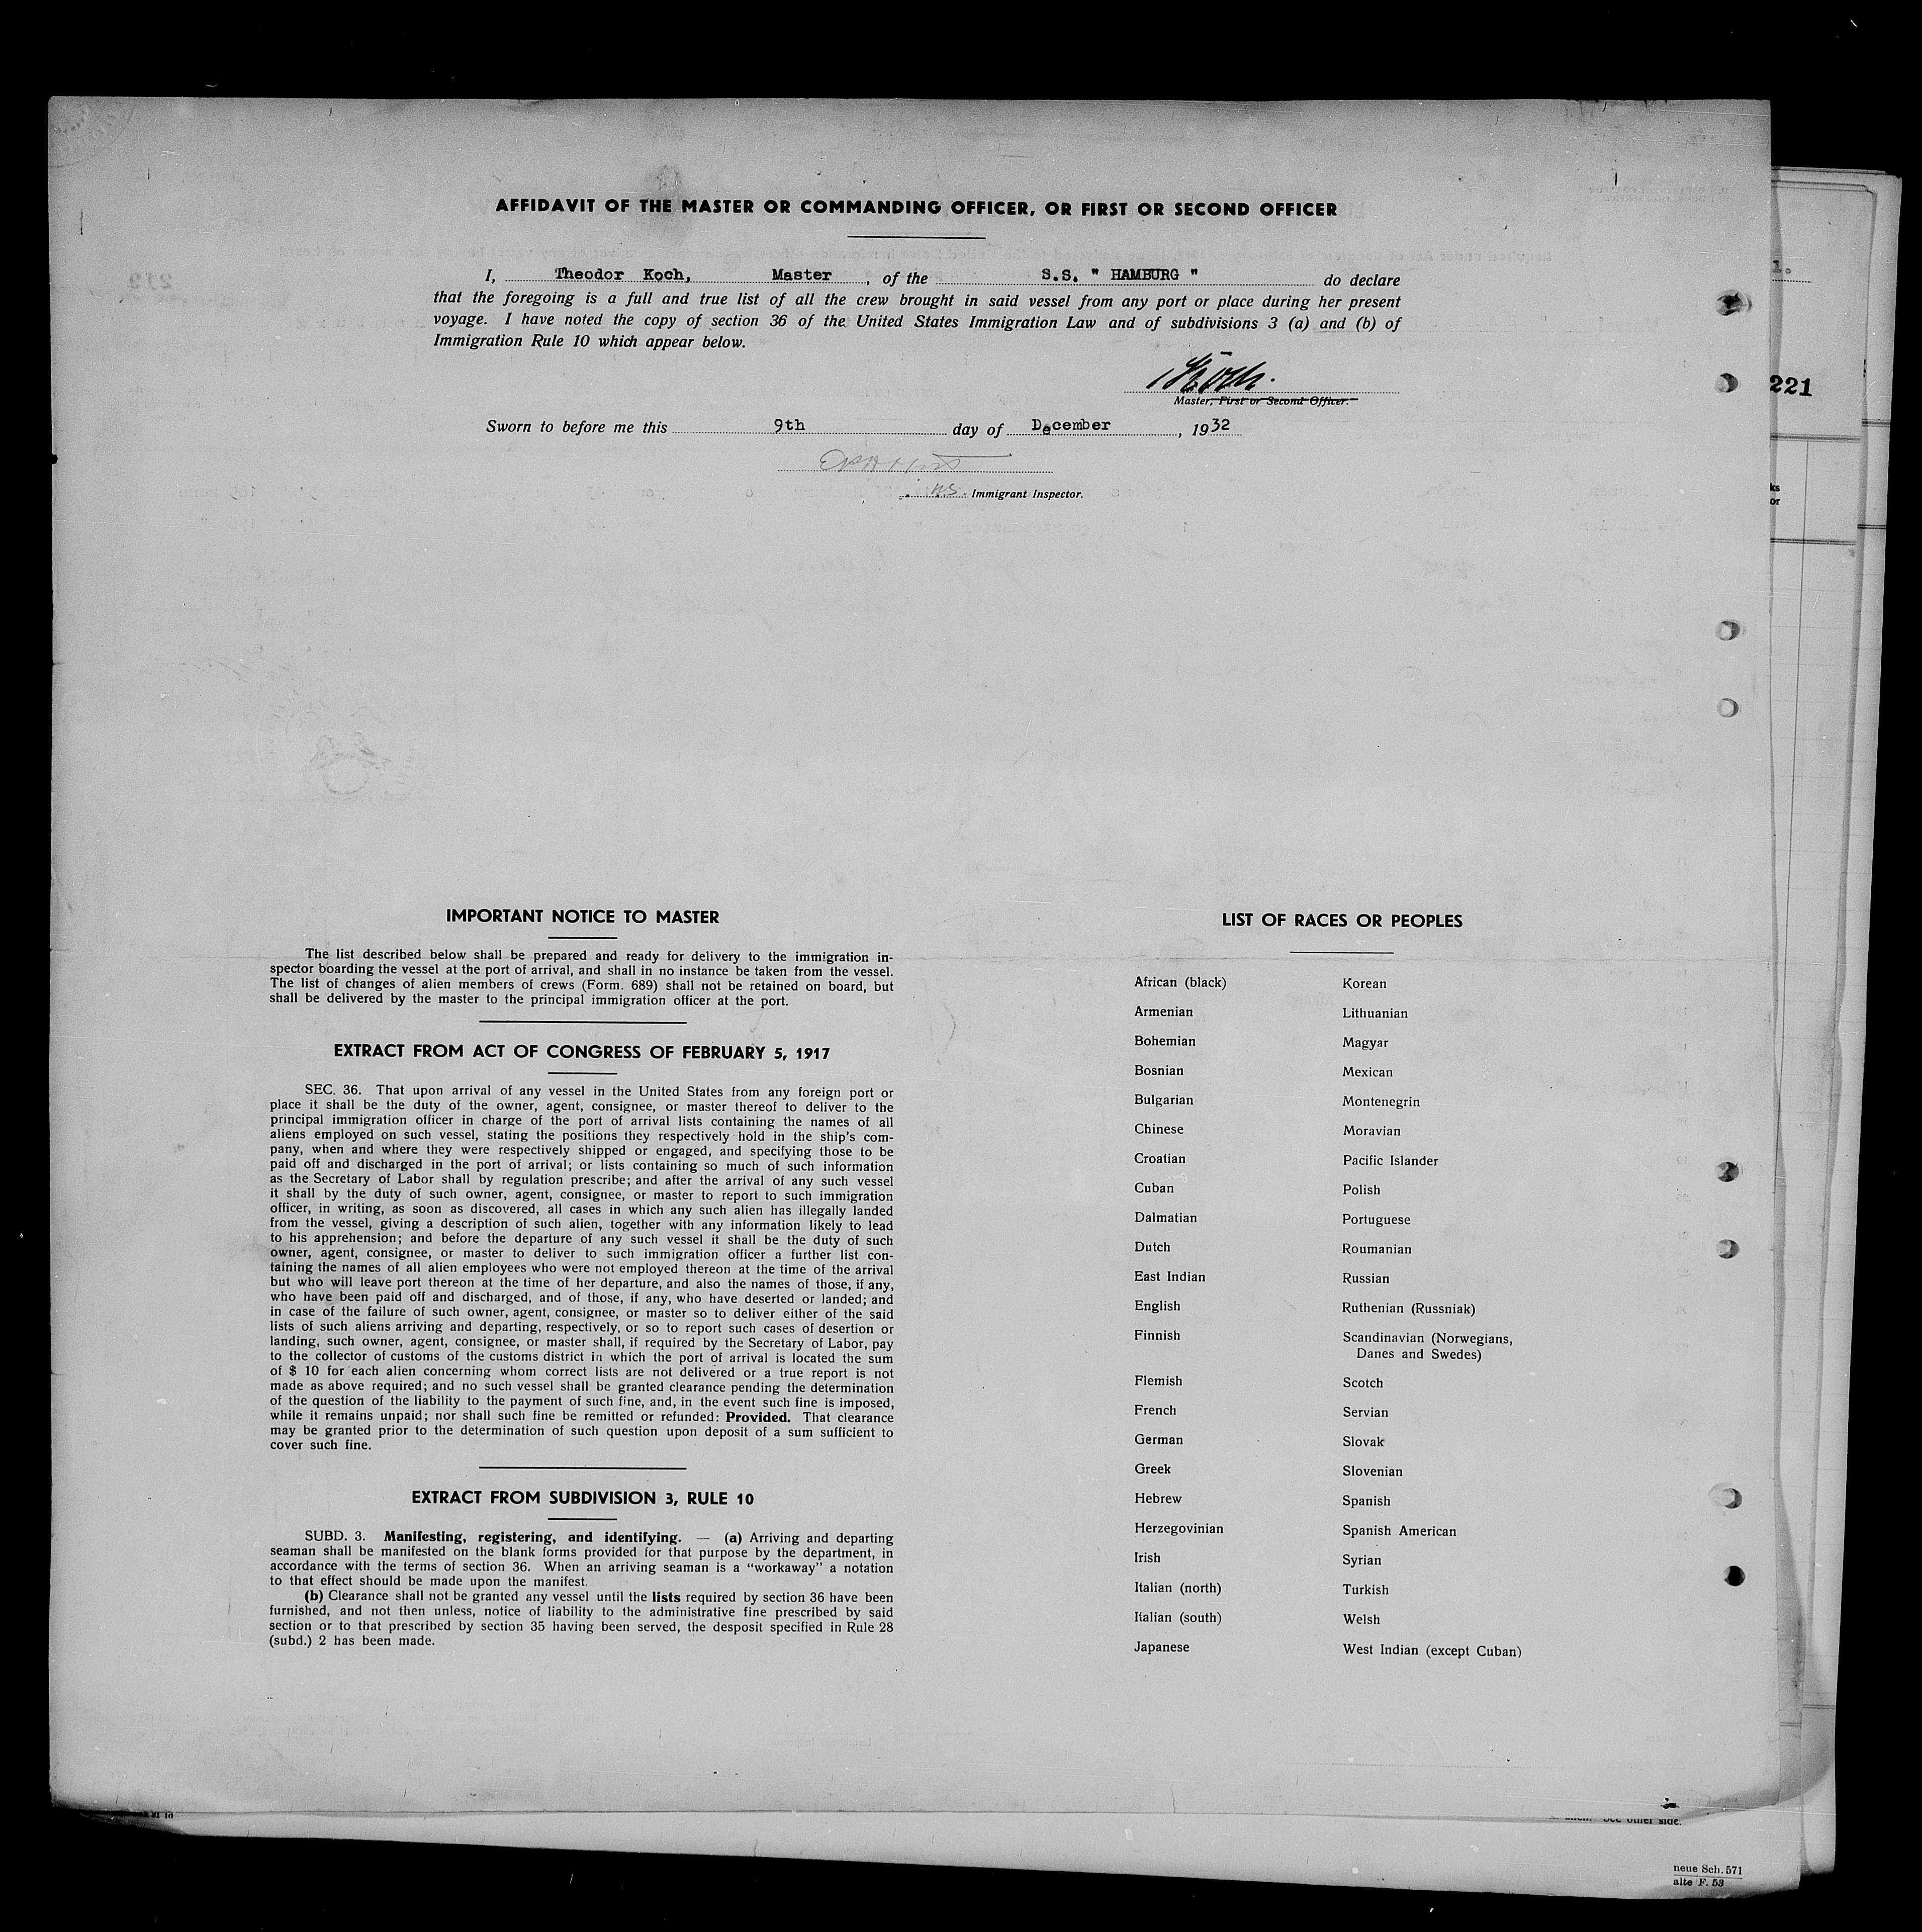 AFFIDAVIT OF THE MASTER OR COMMANDING OFFICER, OR FIRST OR SECOND OFFICER
I, Theodor Koch, Master, of the S.S. " HAMBURG " do declare
that the foregoing is a full and true list of all the crew brought in said vessel from any port or place during her present
voyage. I have noted the copy of section 36 of the United States Immigration Law and of subdivisions 3 (a) and (b) of
Immigration Rule 10 which appear below.
Koch.
Master, First or Second Officer.
Sworn to before me this 9th day of December, 1932
Immigrant Inspector.
221
IMPORTANT NOTICE TO MASTER
The list described below shall be prepared and ready for delivery to the immigration in-
spector boarding the vessel at the port of arrival, and shall in no instance be taken from the vessel.
The list of changes of alien members of crews (Form. 689) shall not be retained on board, but
shall be delivered by the master to the principal immigration officer at the port.
EXTRACT FROM ACT OF CONGRESS OF FEBRUARY 5, 1917
SEC. 36. That upon arrival of any vessel in the United States from any foreign port or
place it shall be the duty of the owner, agent, consignee, or master thereof to deliver to the
principal immigration officer in charge of the port of arrival lists containing the names of all
aliens employed on such vessel, stating the positions they respectively hold in the ship's com-
pany, when and where they were respectively shipped or engaged, and specifying those to be
paid off and discharged in the port of arrival; or lists containing so much of such information
as the Secretary of Labor shall by regulation prescribe; and after the arrival of any such vessel
it shall by the duty of such owner, agent, consignee, or master to report to such immigration
officer, in writing, as soon as discovered, all cases in which any such alien has illegally landed
from the vessel, giving a description of such alien, together with any information likely to lead
to his apprehension; and before the departure of any such vessel it shall be the duty of such
owner, agent, consignee, or master to deliver to such immigration officer a further list con-
taining the names of all alien employees who were not employed thereon at the time of the arrival
but who will leave port thereon at the time of her departure, and also the names of those, if any,
who have been paid off and discharged, and of those, if any, who have deserted or landed; and
in case of the failure of such owner, agent, consignee, or master so to deliver either of the said
lists of such aliens arriving and departing, respectively, or so to report such cases of desertion or
landing, such owner, agent, consignee, or master shall, if required by the Secretary of Labor, pay
to the collector of customs of the customs district in which the port of arrival is located the sum
of $ 10 for each alien concerning whom correct lists are not delivered or a true report is not
made as above required; and no such vessel shall be granted clearance pending the determination
of the question of the liability to the payment of such fine, and, in the event such fine is imposed,
while it remains unpaid; nor shall such fine be remitted or refunded: Provided. That clearance
may be granted prior to the determination of such question upon deposit of a sum sufficient to
cover such fine.
EXTRACT FROM SUBDIVISION 3, RULE 10
SUBD. 3. Manifesting, registering, and identifying. — (a) Arriving and departing
seaman shall be manifested on the blank forms provided for that purpose by the department, in
accordance with the terms of section 36. When an arriving seaman is a “workaway” a notation
to that effect should be made upon the manifest.
(b) Clearance shall not be granted any vessel until the lists required by section 36 have been
furnished, and not then unless, notice of liability to the administrative fine prescribed by said
section or to that prescribed by section 35 having been served, the desposit specified in Rule 28
(subd.) 2 has been made.
LIST OF RACES OR PEOPLES
African (black)
Armenian
Bohemian
Bosnian
Bulgarian
Chinese
Croatian
Cuban
Dalmatian
Dutch
East Indian
English
Finnish
Flemish
French
German
Greek
Hebrew
Herzegovinian
Irish
Italian (north)
Italian (south)
Japanese
Korean
Lithuanian
Magyar
Mexican
Montenegrin
Moravian
Pacific Islander
Polish
Portuguese
Roumanian
Russian
Ruthenian (Russniak)
Scandinavian (Norwegians,
Danes and Swedes)
Scotch
Servian
Slovak
Slovenian
Spanish
Spanish American
Syrian
Turkish
Welsh
West Indian (except Cuban)
See other side.
neue Sch. 571
alte F. 53